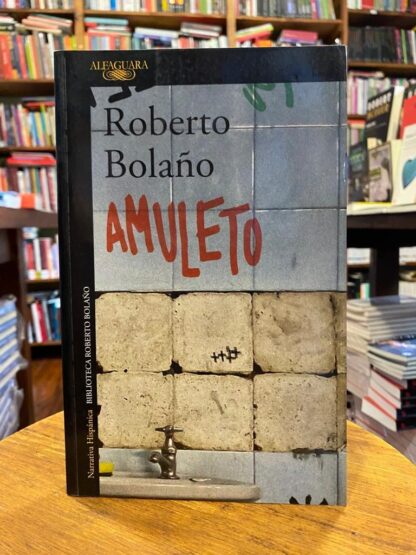 ALFAGUARA
Roberto
Bolaño
AMULETO
Narrativa Hispánica BIBLIOTECA ROBERTO BOLAÑO